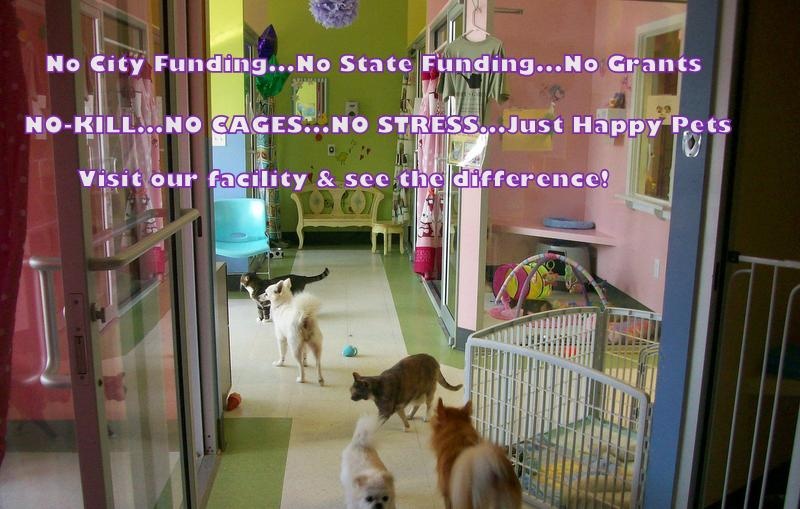 No City Funding...No State Funding...No Grants
NO-KILL...NO CAGES...NO STRESS...Just Happy Pets
Visit our facility & see the difference!